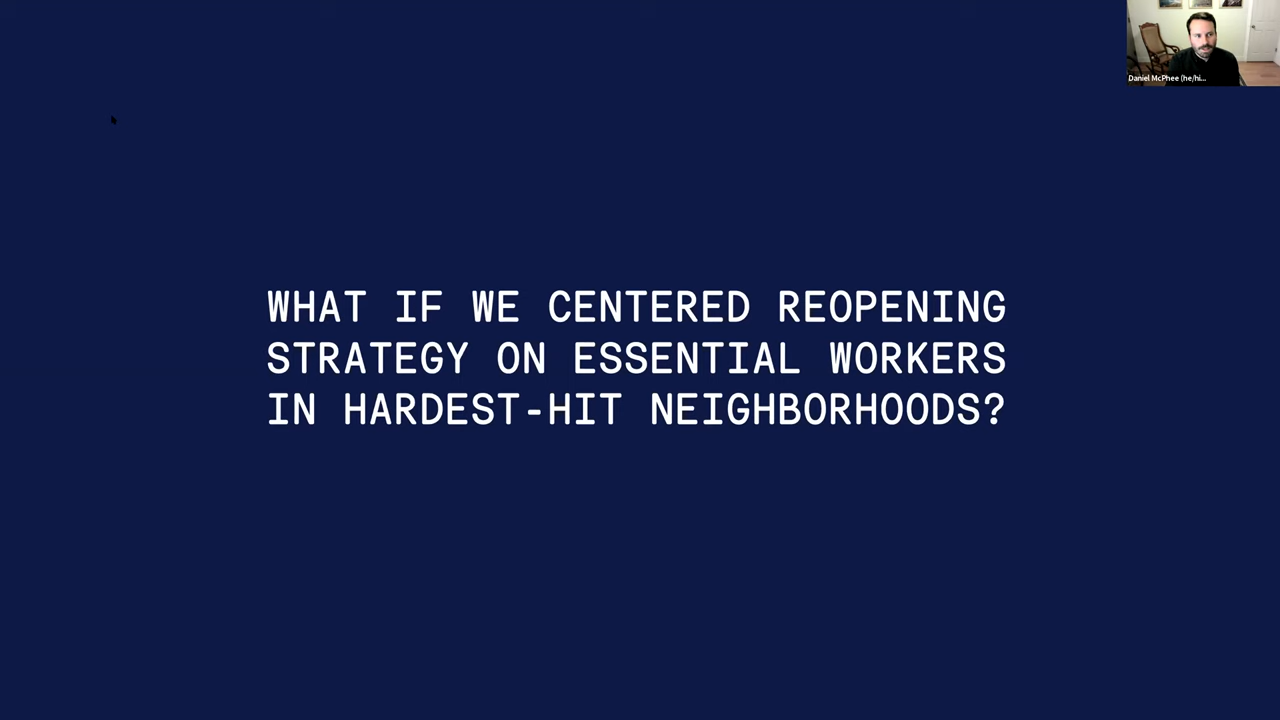 Daniel McPhee (he/hi...
WHAT IF WE CENTERED REOPENING
STRATEGY ON ESSENTIAL WORKERS
IN HARDEST-HIT NEIGHBORHOODS?